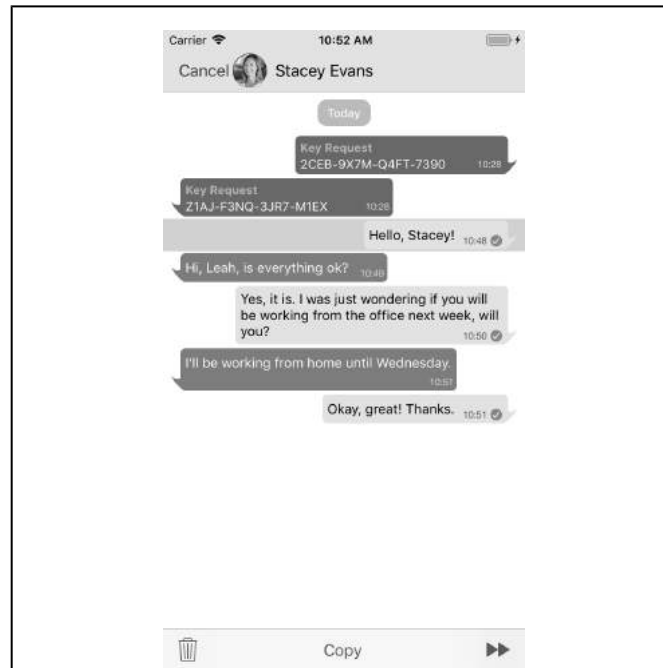 Carrier 10:52 AM
Cancel Stacey Evans
Today
Key Request
2CEB-9X7M-Q4FT-7390 10:28
Key Request
Z1AJ-F3NQ-3JR7-M1EX 10:28
Hello, Stacey! 10:48
Hi, Leah, is everything ok? 10:49
Yes, it is. I was just wondering if you will
be working from the office next week, will
you? 10:50
I'll be working from home until Wednesday.
10:51
Okay, great! Thanks. 10:51
Copy